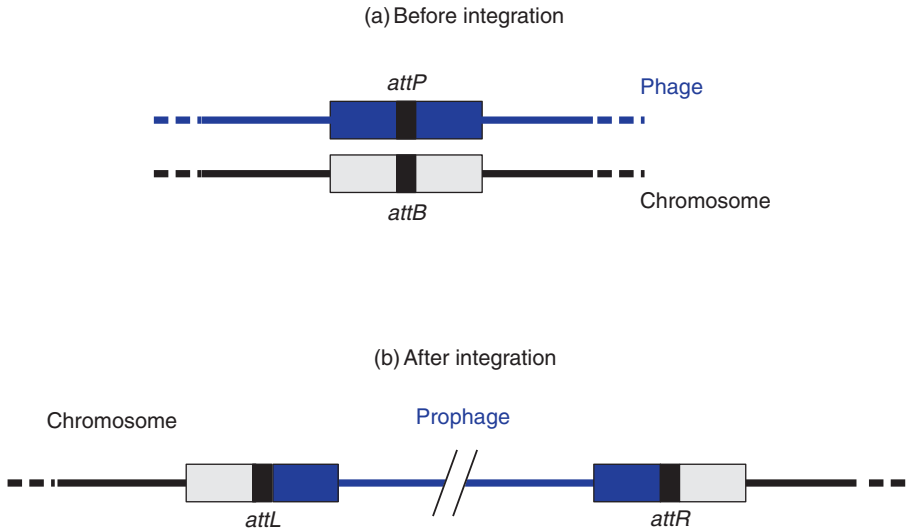 (a) Before integration
attP
Phage
attB
Chromosome
(b) After integration
Chromosome
Prophage
attL
attR